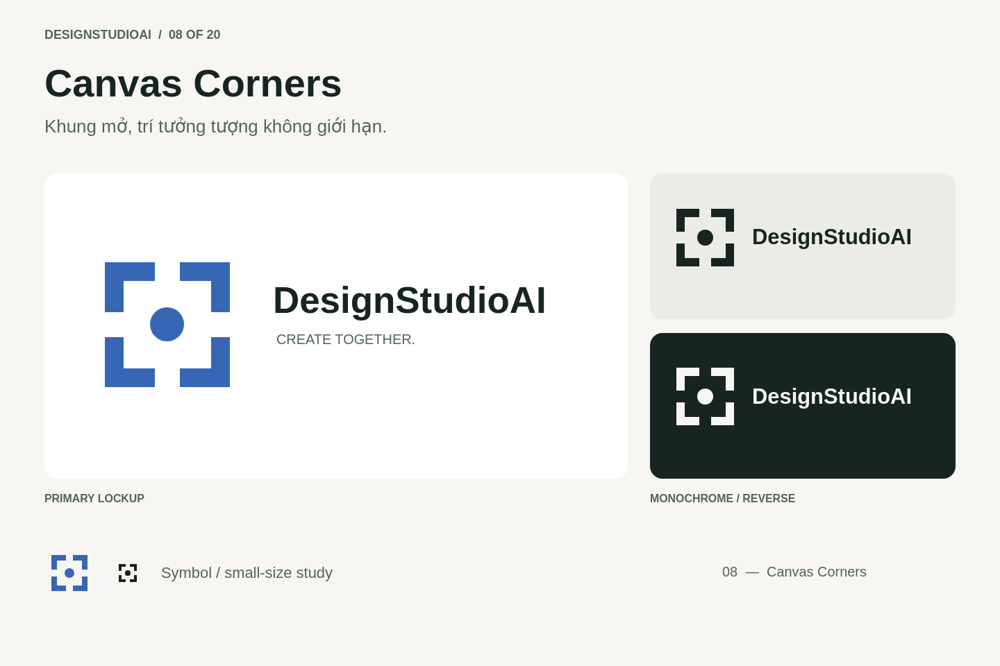 DESIGNSTUDIOAI / 08 OF 20
Canvas Corners
Khung mở, trí tưởng tượng không giới hạn.
DesignStudioAI
CREATE TOGETHER.
DesignStudioAI
DesignStudioAI
PRIMARY LOCKUP
MONOCHROME / REVERSE
Symbol / small-size study
08 — Canvas Corners